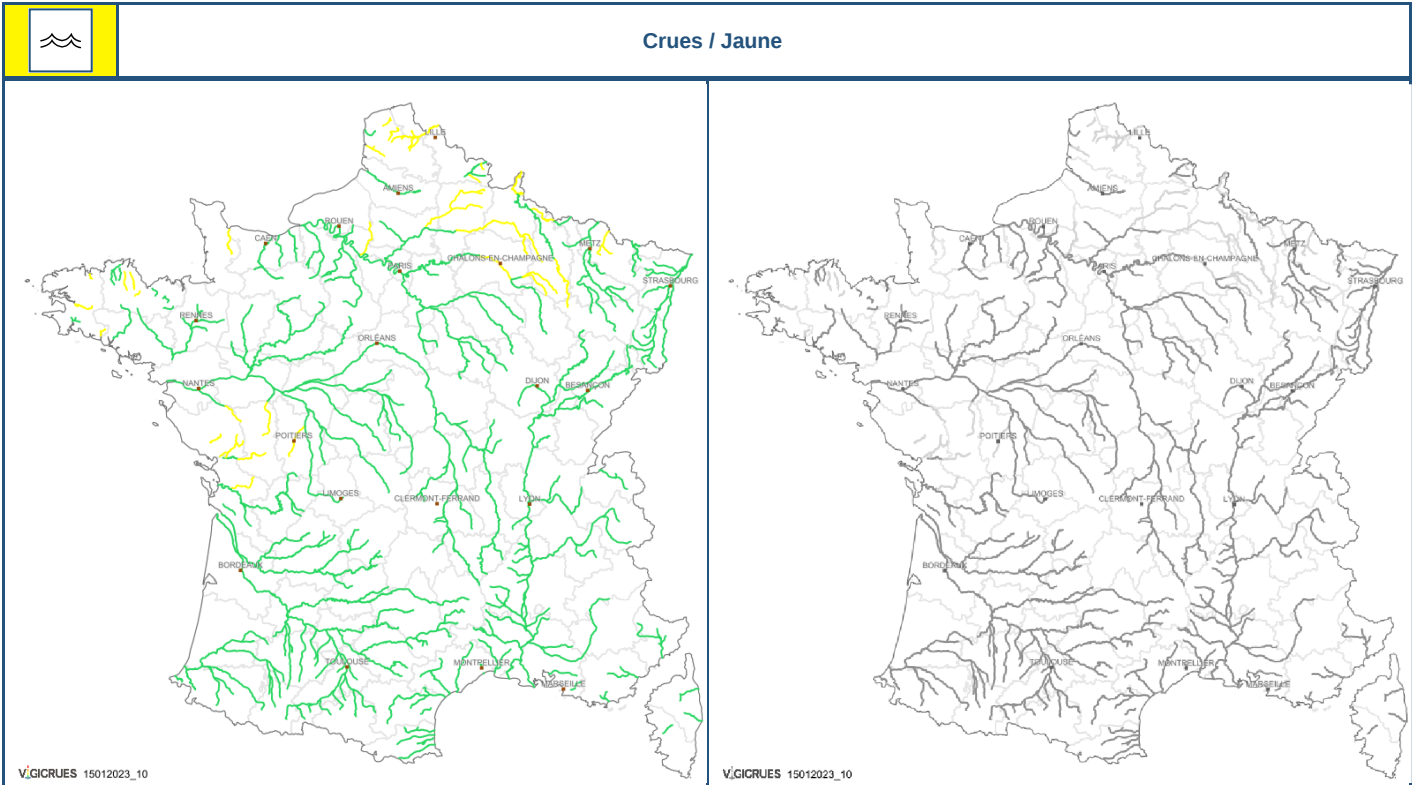 Crues / Jaune
LILLE
AMIENS
ROUEN
CAEN
METZ
CHALONS-EN-CHAMPAGNE
PARIS
STRASBOURG
RENNES
ORLÉANS
NANTES
DIJON
BESANCON
POITIERS
LIMOGES
CLERMONT-FERRAND
LYON
BORDEAUX
TOULOUSE
MONTPELLIER
MARSEILLE
VIGICRUES 15012023_10
LILLE
AMIENS
ROUEN
CAEN
METZ
CHALONS-EN-CHAMPAGNE
PARIS
STRASBOURG
RENNES
ORLÉANS
NANTES
DIJON
BESANCON
POITIERS
LIMOGES
CLERMONT-FERRAND
LYON
BORDEAUX
TOULOUSE
MONTPELLIER
MARSEILLE
VIGICRUES 15012023_10